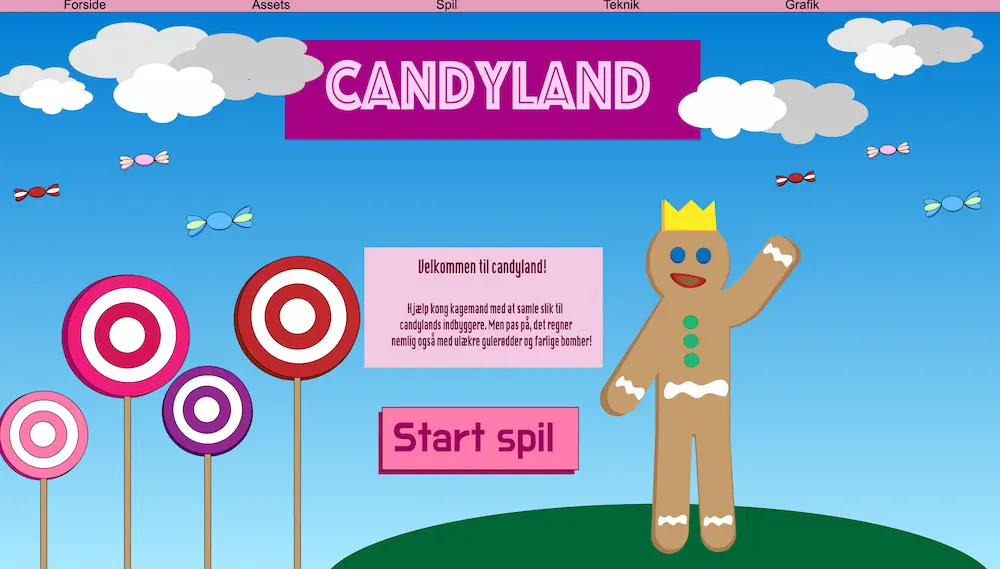 Forside Assets Spil Teknik Grafik
CANDYLAND
Velkommen til candyland!
Hjælp kong kagemand med at samle slik til
candylands indbyggere. Men pas på, det regner
nemlig også med ulækre gulerødder og farlige bomber!
Start spil